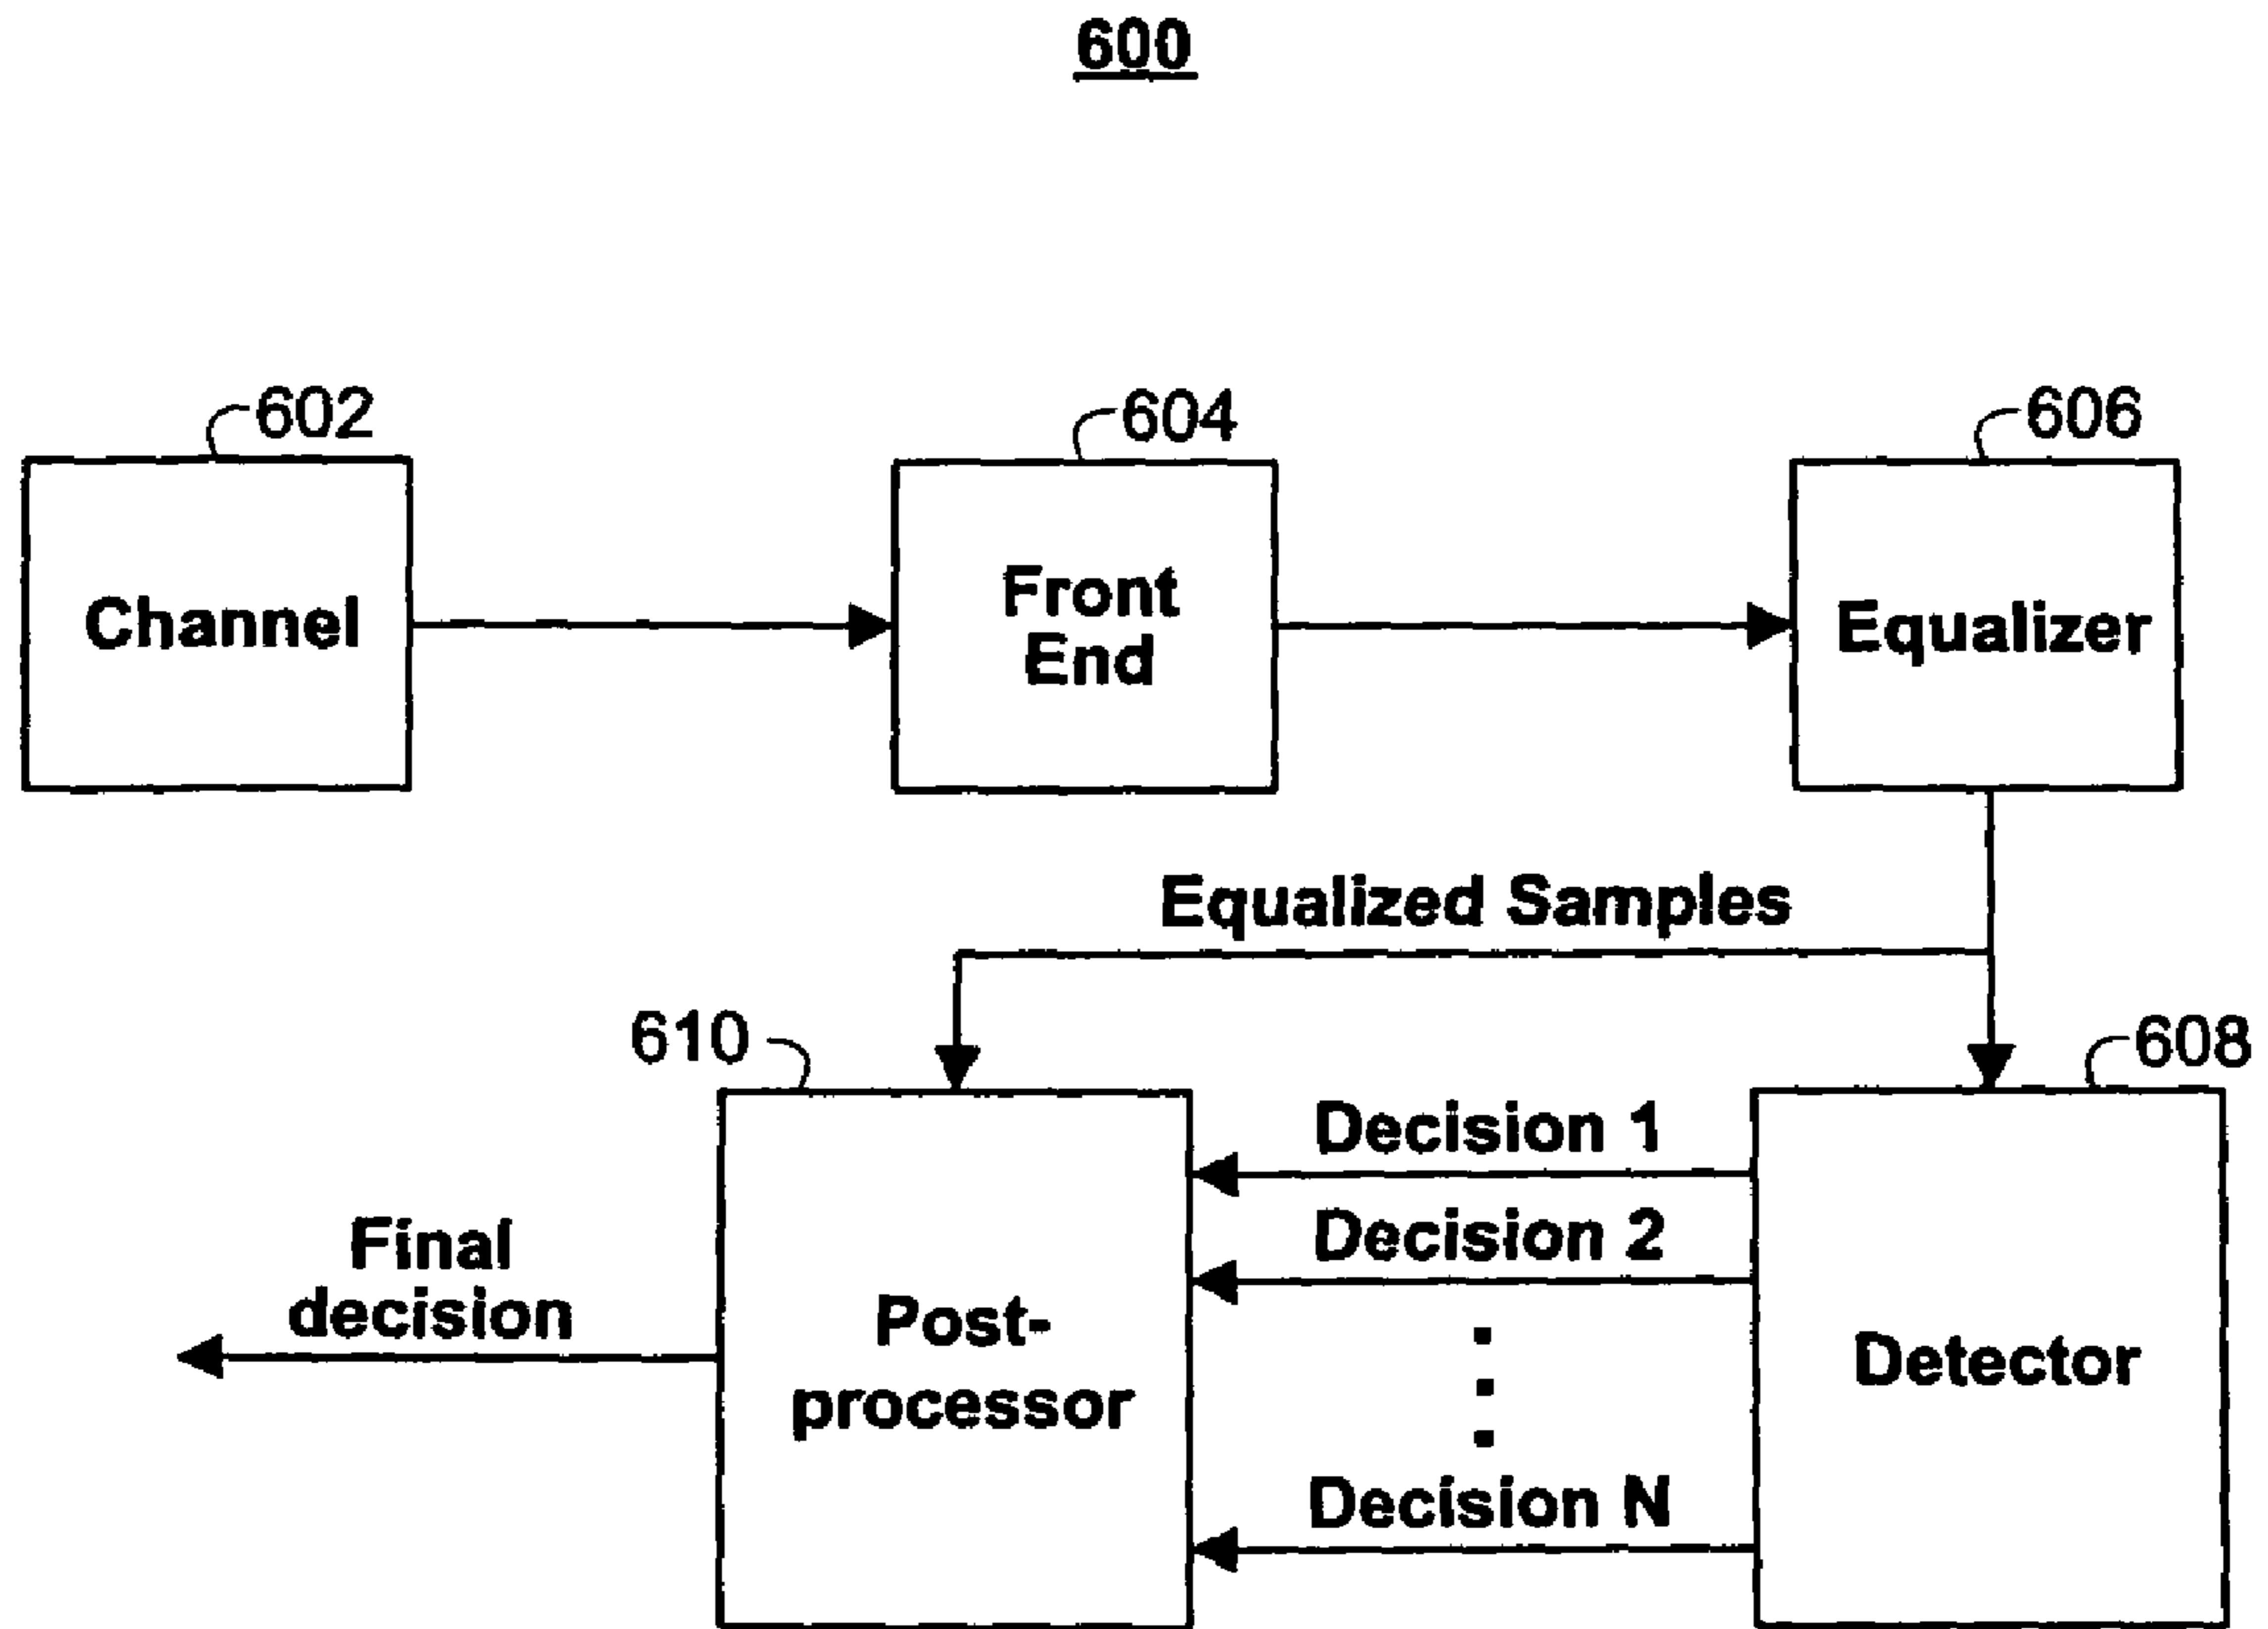 600
602
604
606
Channel
Front
End
Equalizer
Equalized Samples
610
608
Decision 1
Decision 2
Final
decision
Post-
processor
Detector
Decision N